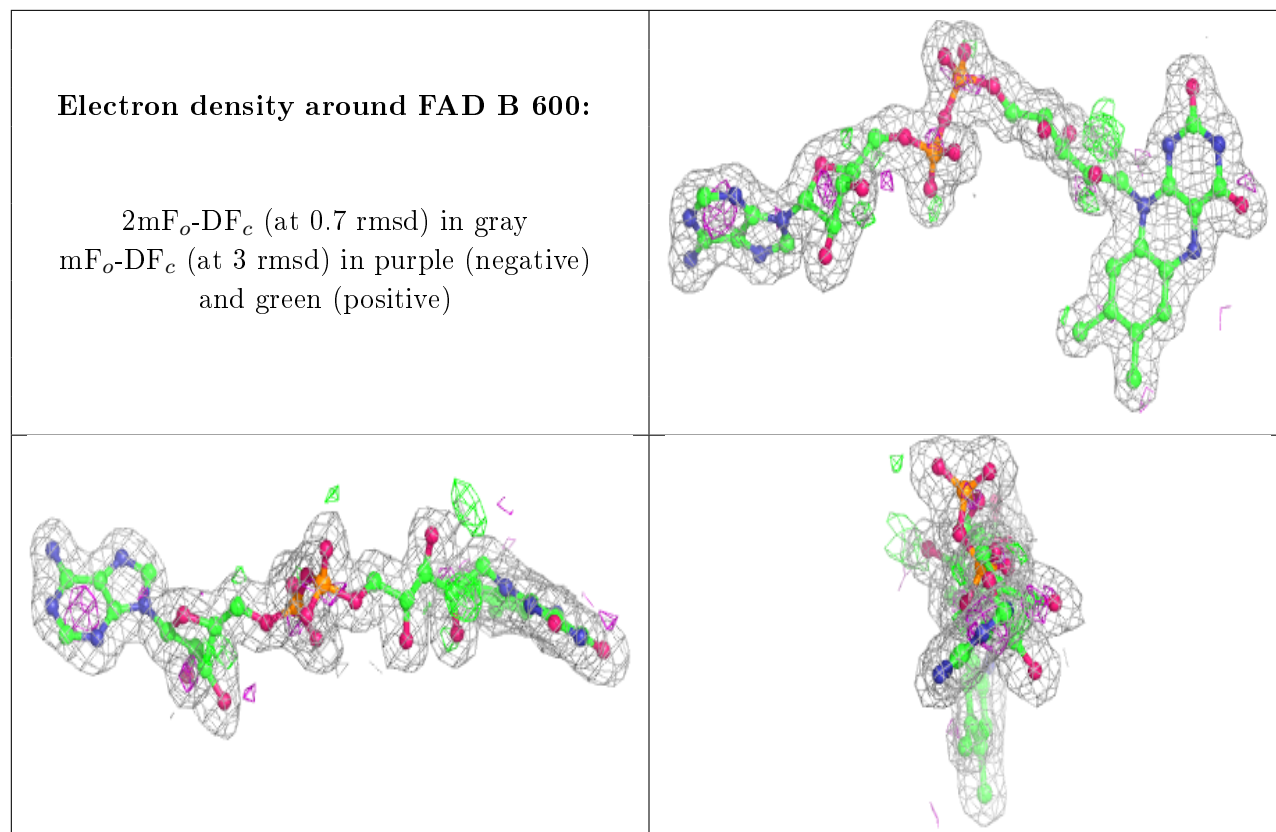 Electron density around FAD B 600:
2mFₒ-DF𝒸 (at 0.7 rmsd) in gray
mFₒ-DF𝒸 (at 3 rmsd) in purple (negative)
and green (positive)